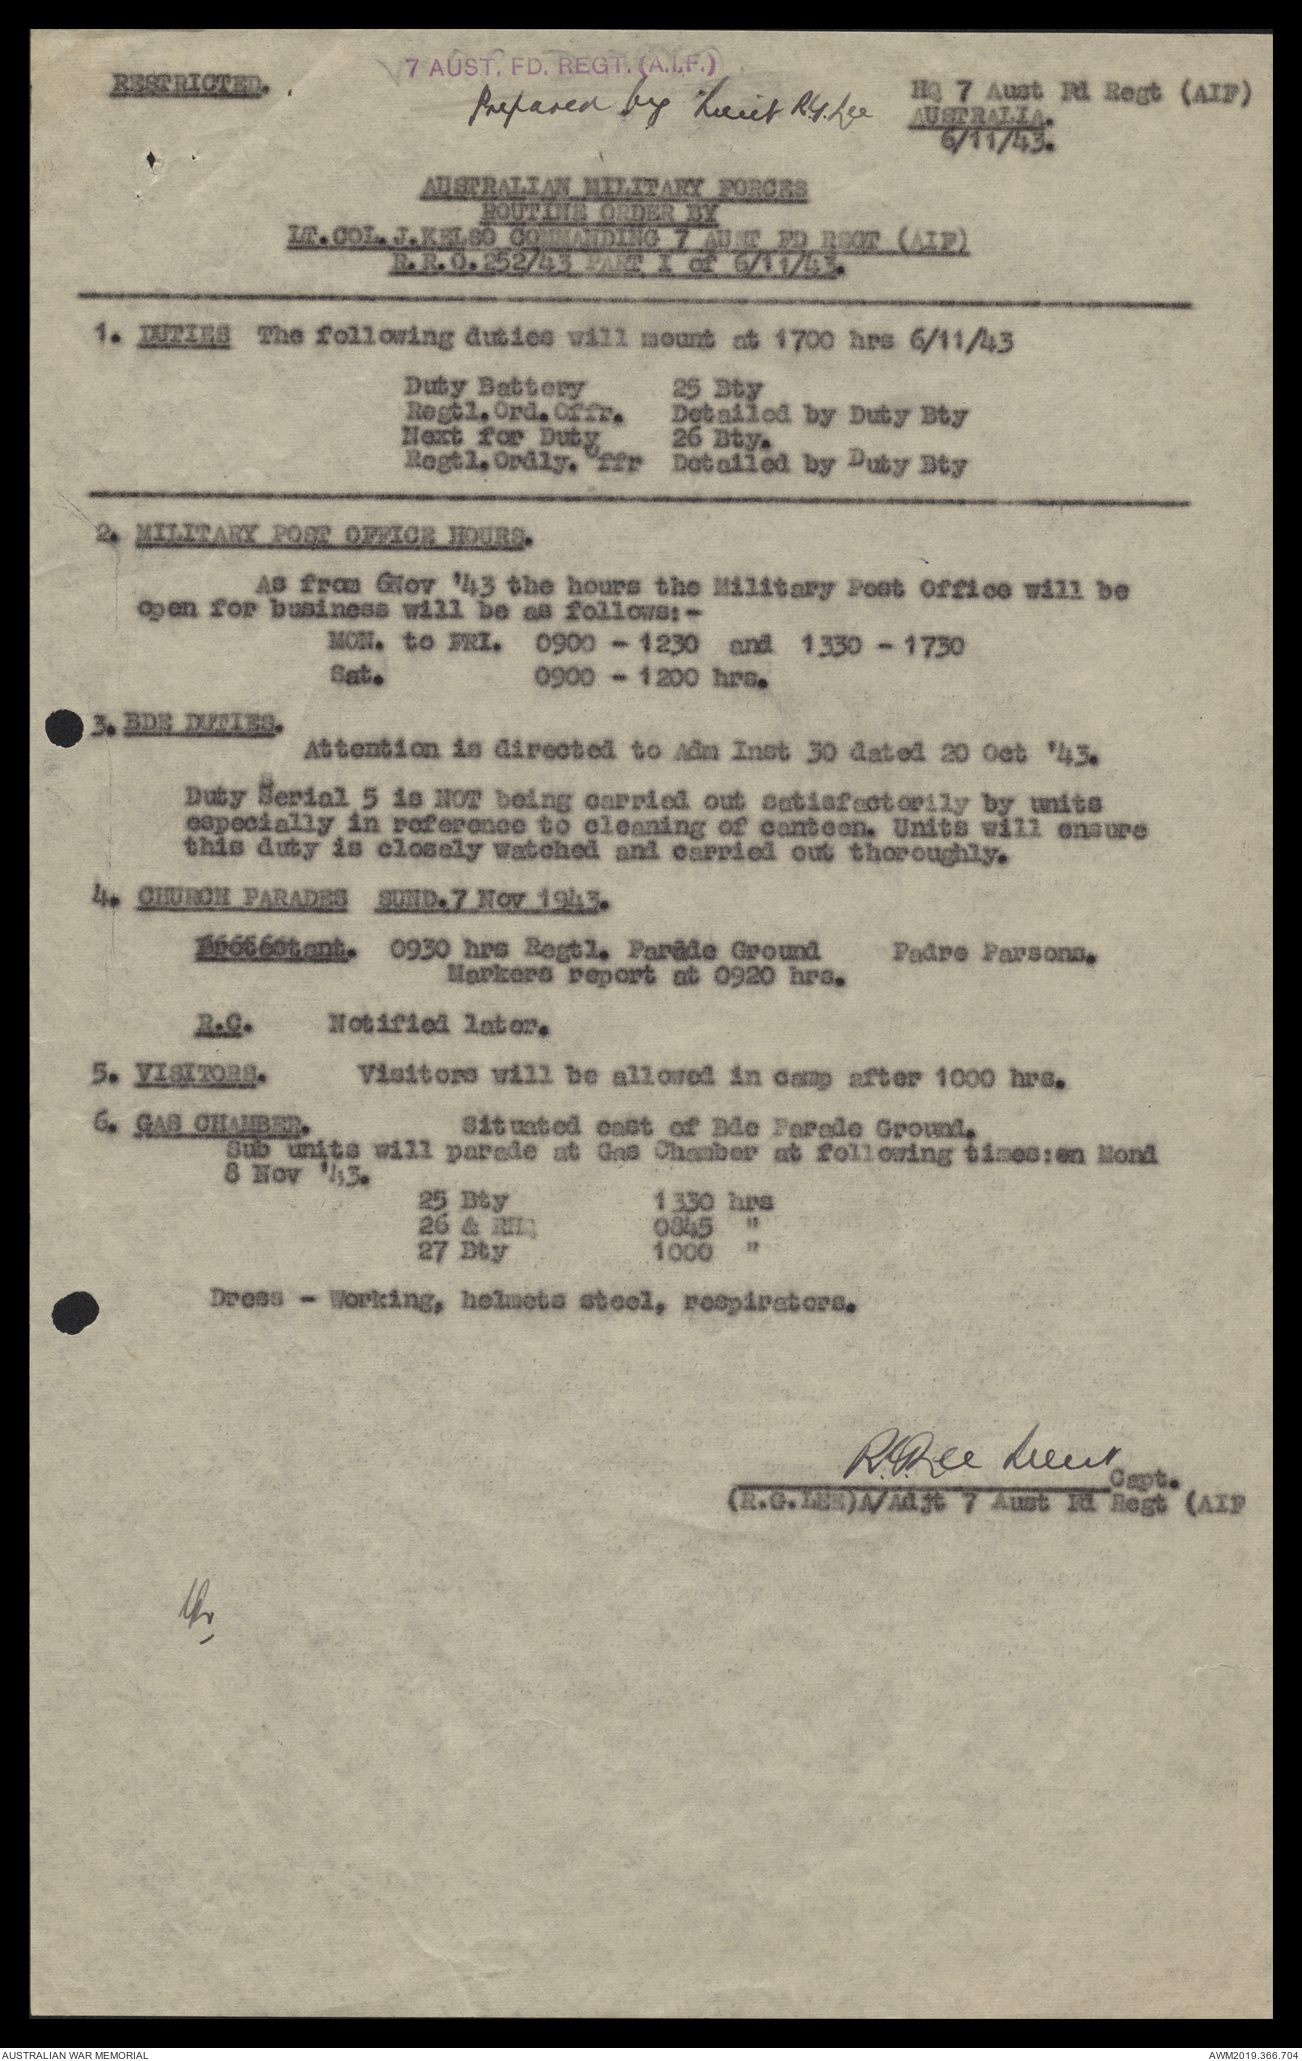 RESTRICTED.
7 AUST. FD. REGT. (A.I.F.)
Prepared by Lieut R.G. Lee
HQ 7 Aust Fd Regt (AIF)
AUSTRALIA.
6/11/43.
AUSTRALIAN MILITARY FORCES
ROUTINE ORDER BY
LT.COL.J.KELSO COMMANDING 7 AUST FD REGT (AIF)
R.R.O.252/43 PART I of 6/11/43.
1. DUTIES The following duties will mount at 1700 hrs 6/11/43
Duty Battery 25 Bty
Regtl.Ord.Offr. Detailed by Duty Bty
Next for Duty 26 Bty.
Regtl.Ordly.Offr Detailed by Duty Bty
2. MILITARY POST OFFICE HOURS.
As from 6Nov '43 the hours the Military Post Office will be
open for business will be as follows:-
MON. to FRI. 0900 - 1230 and 1330 - 1730
Sat. 0900 - 1200 hrs.
3. BDE DUTIES.
Attention is directed to Adm Inst 30 dated 20 Oct '43.
Duty Serial 5 is NOT being carried out satisfactorily by units
especially in reference to cleaning of canteen. Units will ensure
this duty is closely watched and carried out thoroughly.
4. CHURCH PARADES SUND.7 Nov 1943.
Protestant. 0930 hrs Regtl. Parade Ground Padre Parsons.
Markers report at 0920 hrs.
R.C. Notified later.
5. VISITORS. Visitors will be allowed in camp after 1000 hrs.
6. GAS CHAMBER. Situated east of Bde Parade Ground.
Sub units will parade at Gas Chamber at following times:on Mond
8 Nov '43.
25 Bty 1330 hrs
26 & RHQ 0845 "
27 Bty 1000 "
Dress - Working, helmets steel, respirators.
R.G. Lee Lieut
Capt.
(R.G.LEE)A/Adjt 7 Aust Fd Regt (AIF
AUSTRALIAN WAR MEMORIAL
AWM2019.366.704